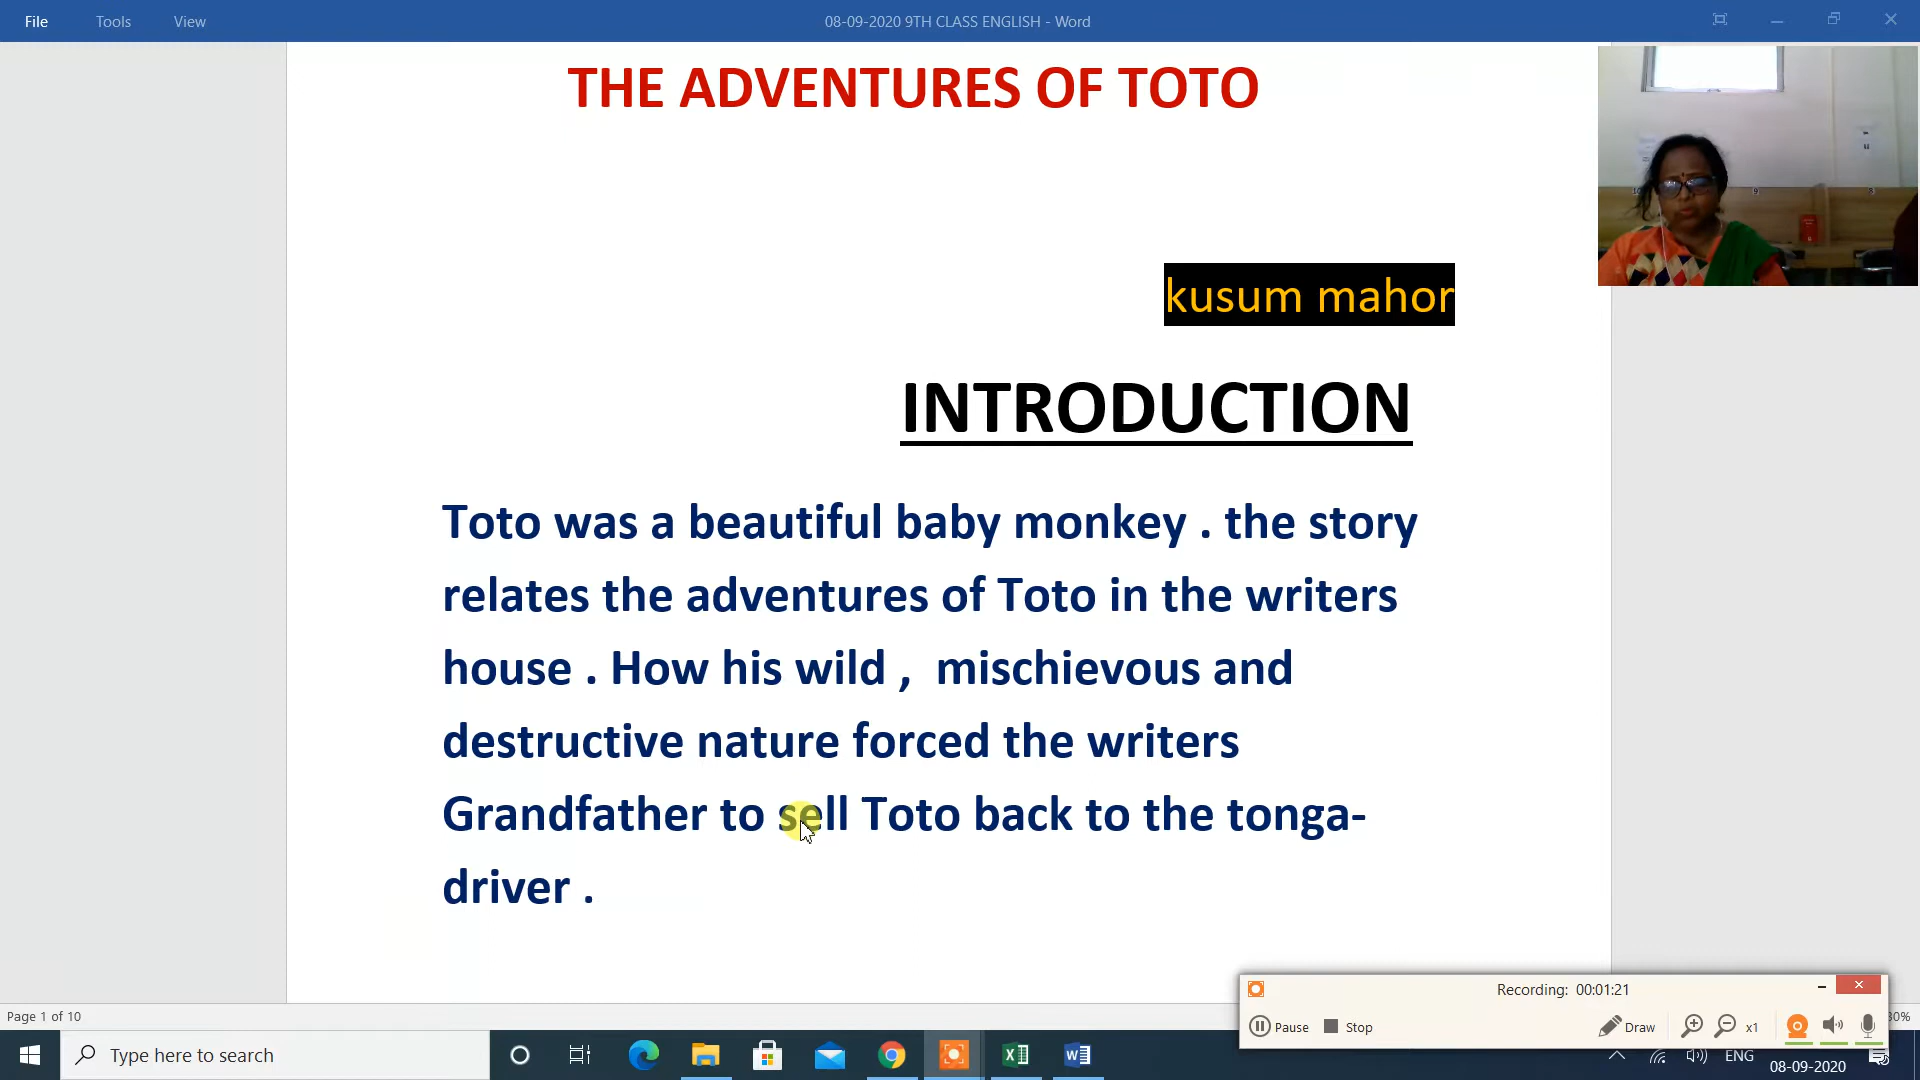 File Tools View 08-09-2020 9TH CLASS ENGLISH - Word
THE ADVENTURES OF TOTO
kusum mahor
INTRODUCTION
Toto was a beautiful baby monkey . the story
relates the adventures of Toto in the writers
house . How his wild , mischievous and
destructive nature forced the writers
Grandfather to sell Toto back to the tonga-
driver .
Recording: 00:01:21
Pause Stop Draw x1
Page 1 of 10
Type here to search
ENG
08-09-2020